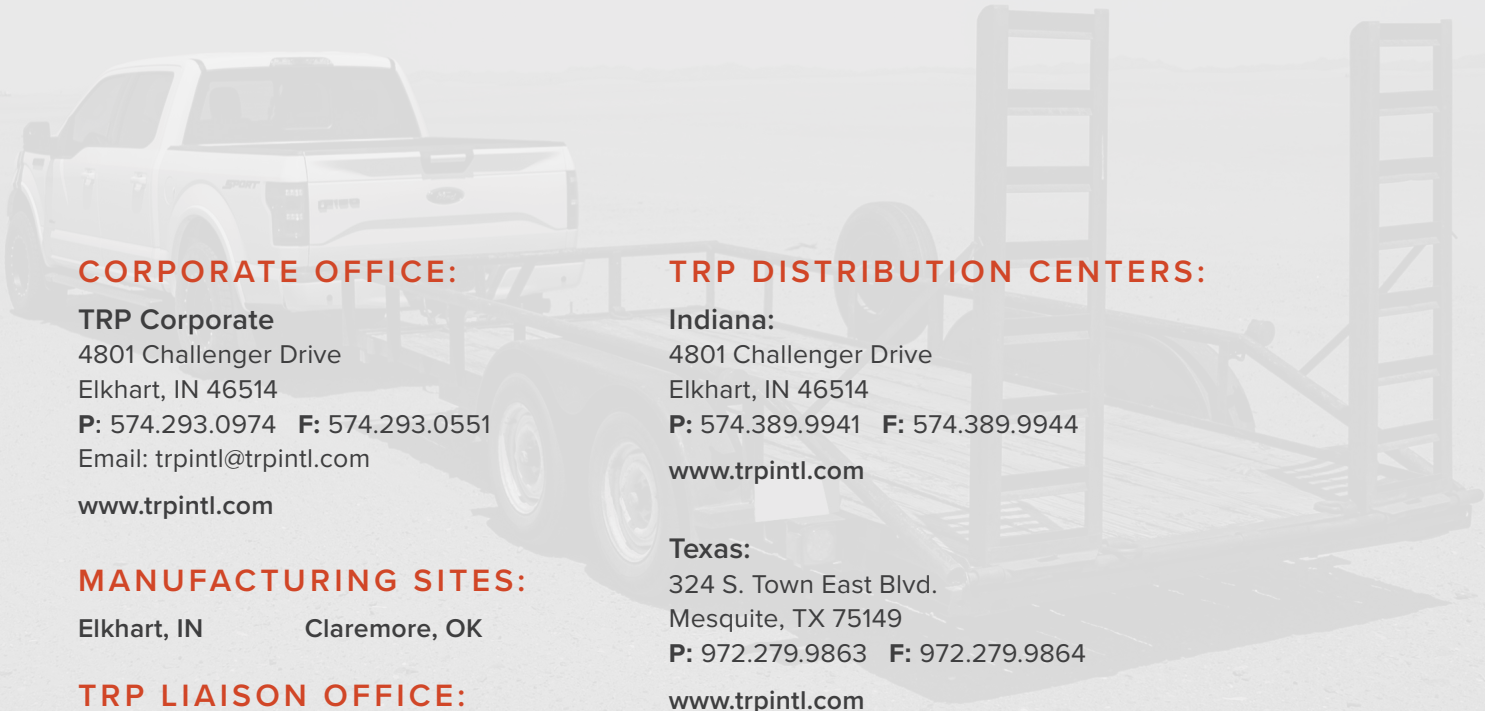 CORPORATE OFFICE:
TRP Corporate
4801 Challenger Drive
Elkhart, IN 46514
P: 574.293.0974 F: 574.293.0551
Email: trpintl@trpintl.com
www.trpintl.com
MANUFACTURING SITES:
Elkhart, IN Claremore, OK
TRP LIAISON OFFICE:
TRP DISTRIBUTION CENTERS:
Indiana:
4801 Challenger Drive
Elkhart, IN 46514
P: 574.389.9941 F: 574.389.9944
www.trpintl.com
Texas:
324 S. Town East Blvd.
Mesquite, TX 75149
P: 972.279.9863 F: 972.279.9864
www.trpintl.com
SPORT